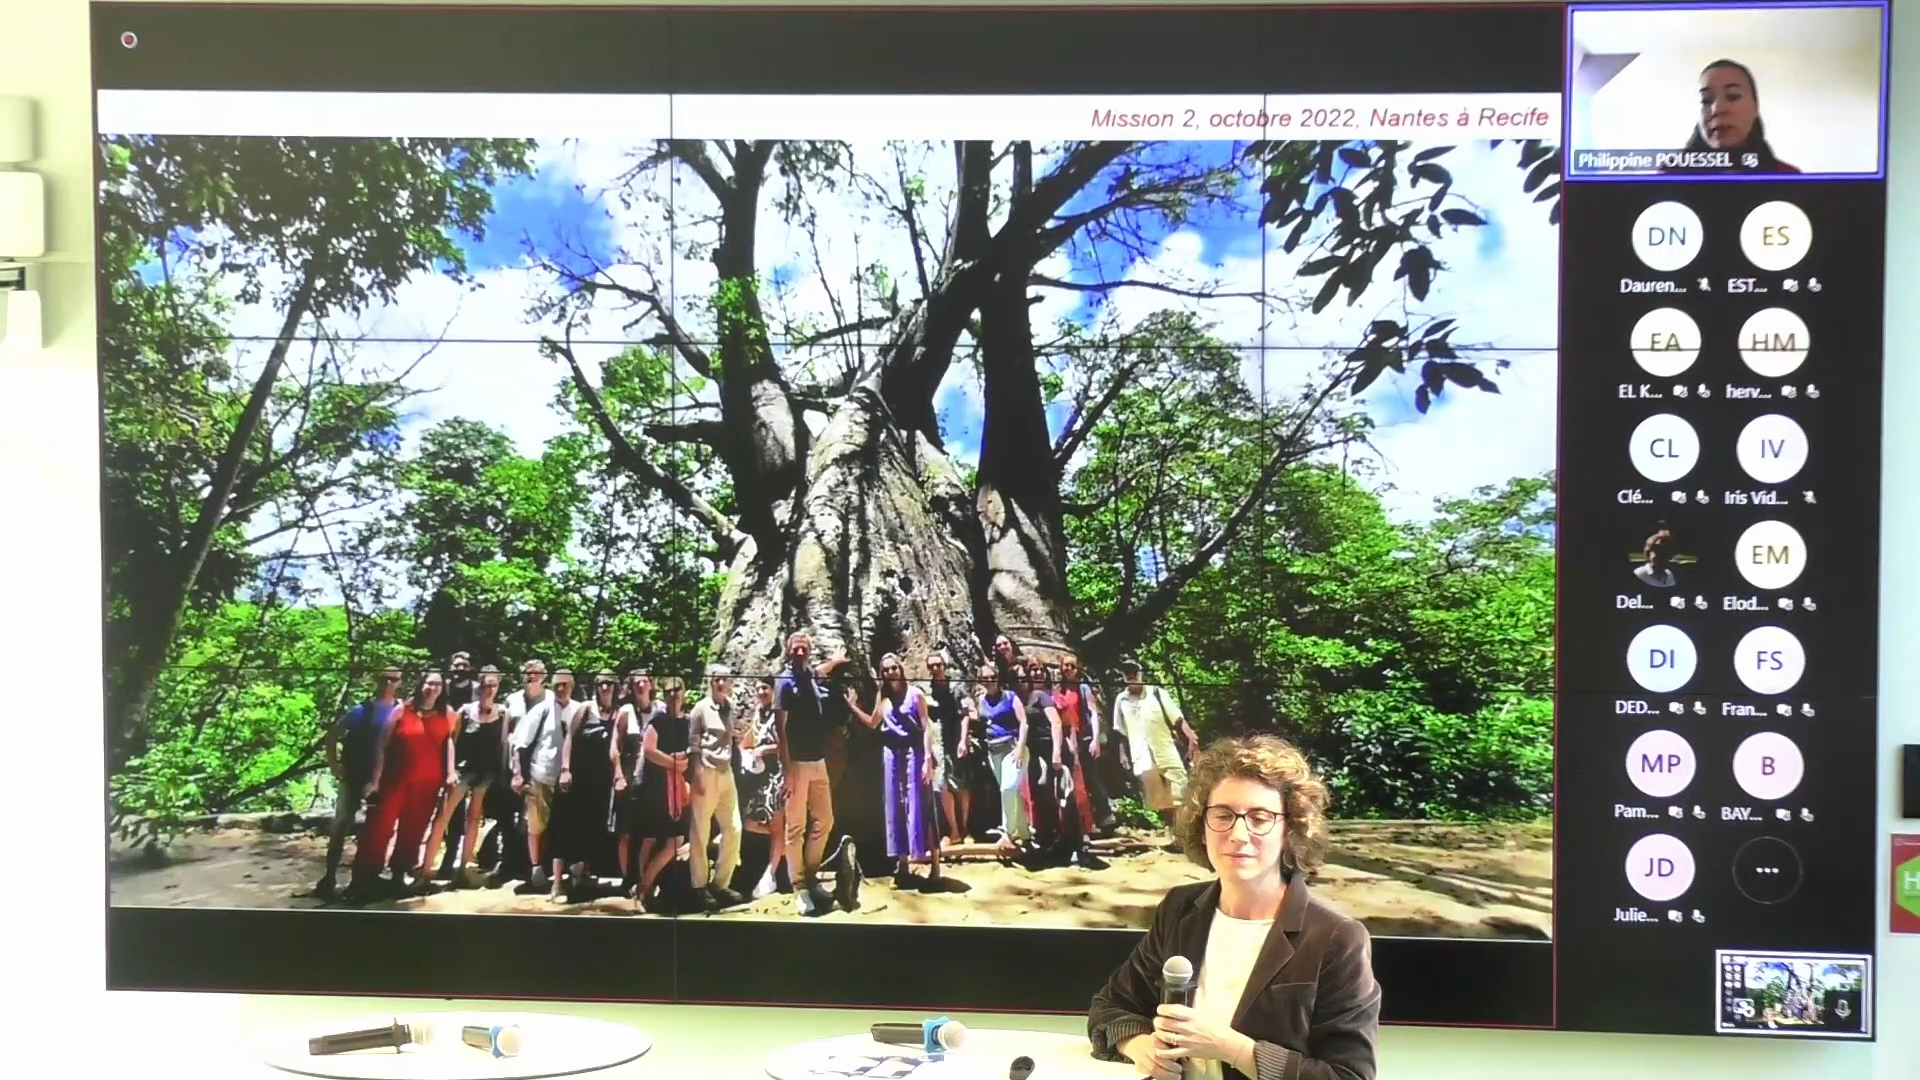 Mission 2, octobre 2022, Nantes à Recife
Philippine POUESSEL
DN
ES
Dauren...
EST...
EA
HM
EL K...
herv...
CL
IV
Clé...
Iris Vid...
EM
Del...
Elod...
DI
FS
DED...
Fran...
MP
B
Pam...
BAY...
JD
...
Julie...
H